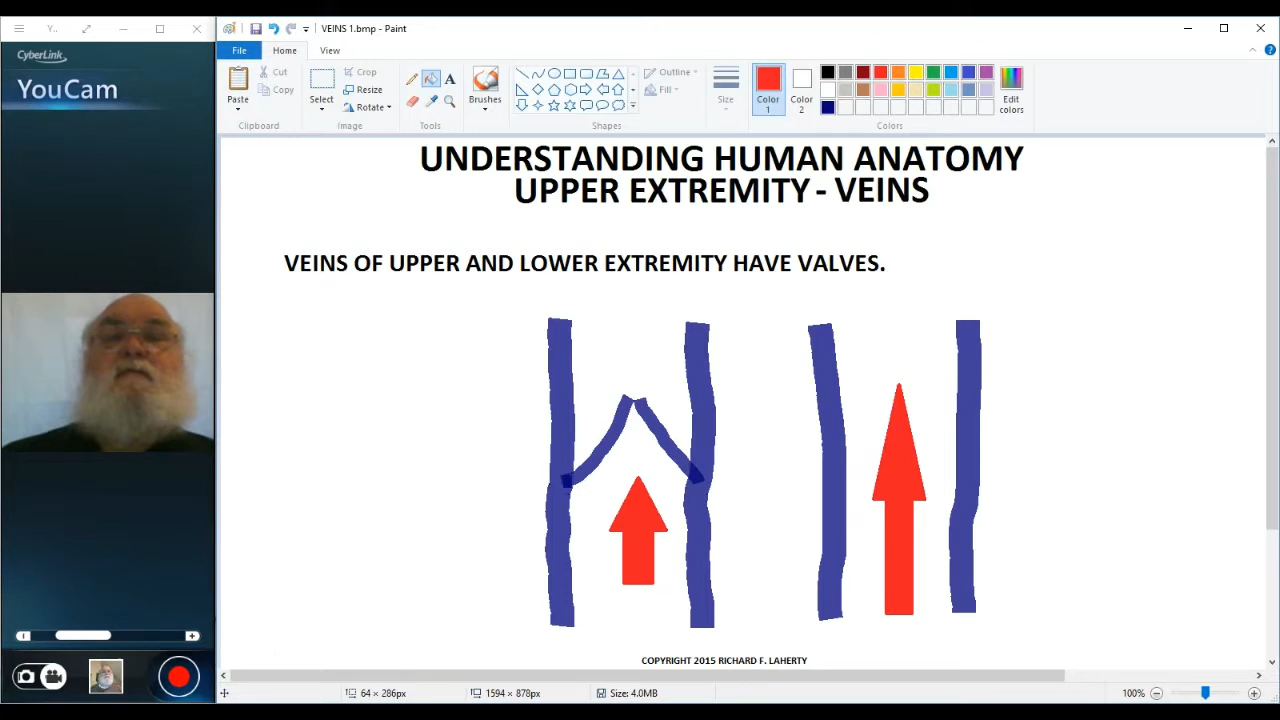 Y..
CyberLink
YouCam
VEINS 1.bmp - Paint
File
Home
View
Paste
Cut
Copy
Clipboard
Select
Crop
Resize
Rotate
Image
A
Tools
Brushes
Outline
Fill
Shapes
Size
Color
1
Color
2
Edit
colors
Colors
UNDERSTANDING HUMAN ANATOMY
UPPER EXTREMITY - VEINS
VEINS OF UPPER AND LOWER EXTREMITY HAVE VALVES.
COPYRIGHT 2015 RICHARD F. LAHERTY
64 × 286px
1594 × 878px
Size: 4.0MB
100%